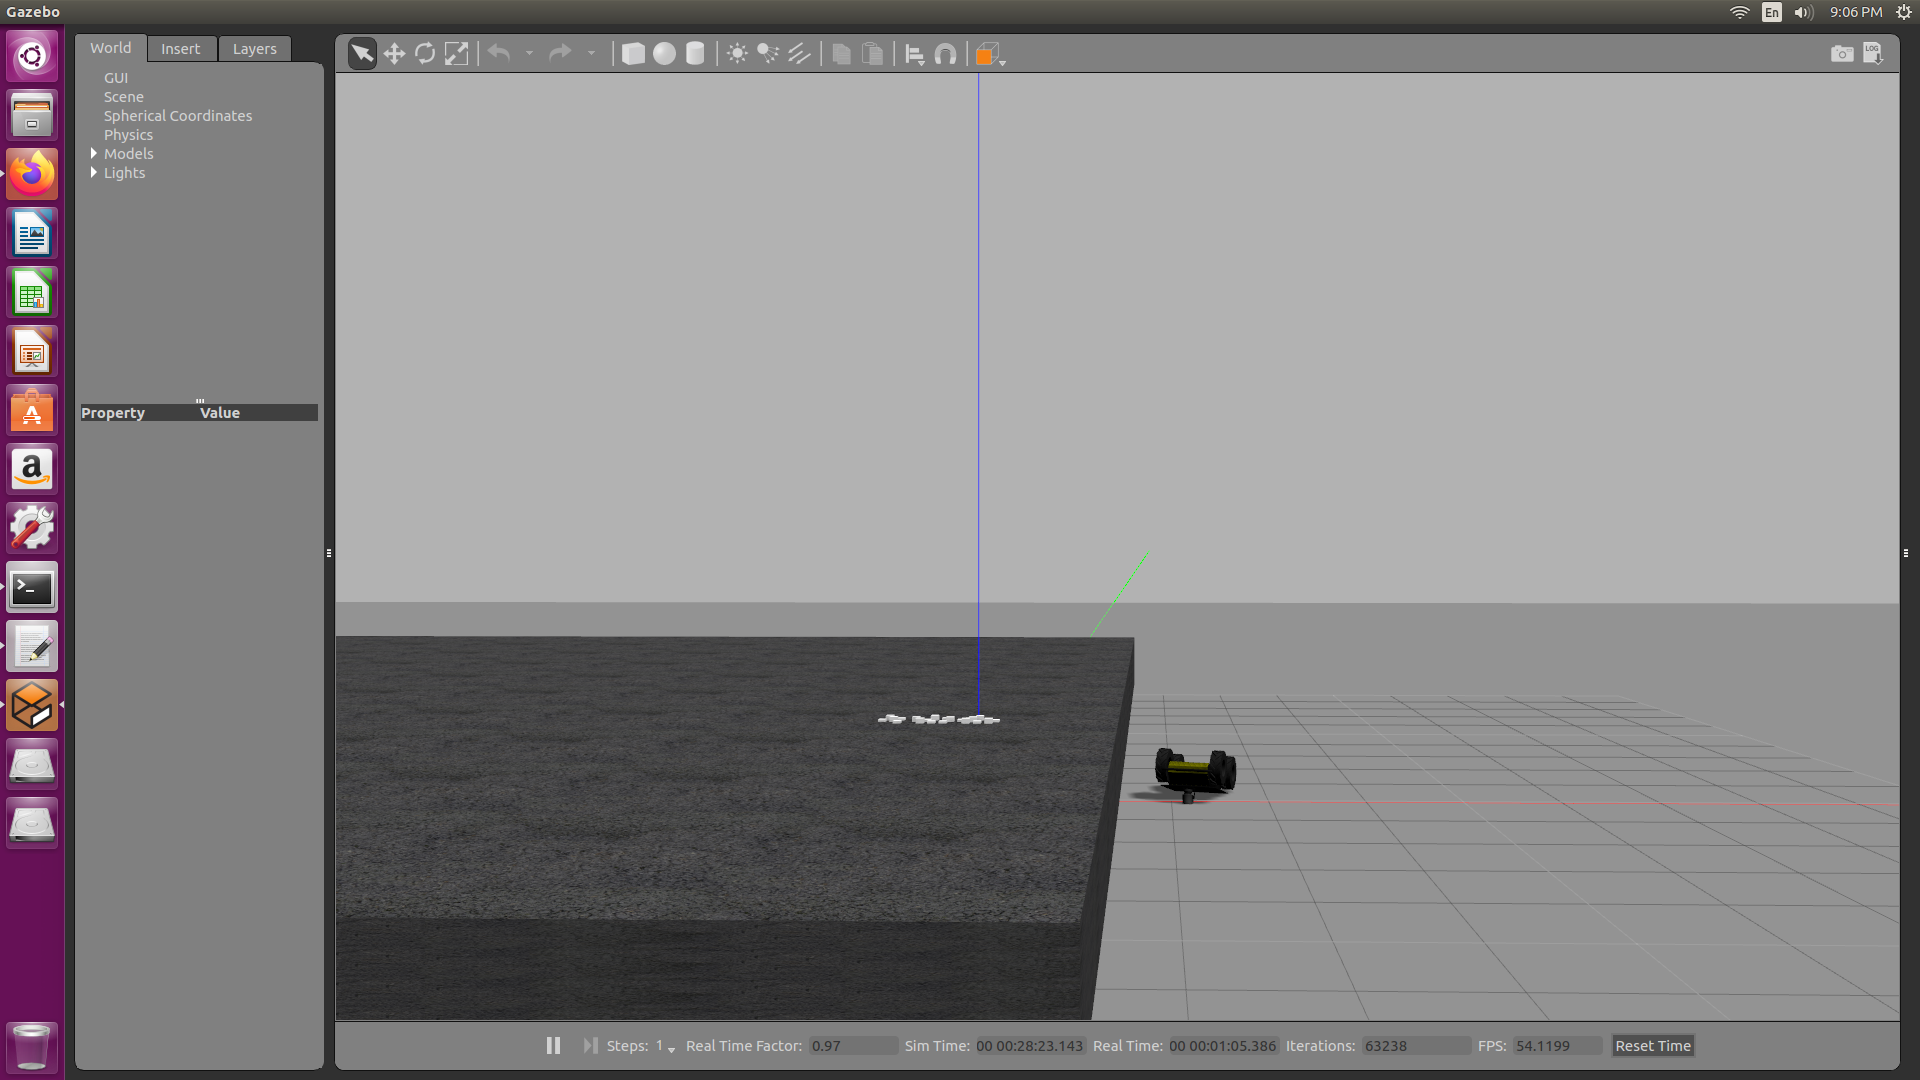 Gazebo
En
9:06 PM
World
Insert
Layers
GUI
Scene
Spherical Coordinates
Physics
Models
Lights
Property Value
LOG
Steps: 1 Real Time Factor: 0.97 Sim Time: 00 00:28:23.143 Real Time: 00 00:01:05.386 Iterations: 63238 FPS: 54.1199 Reset Time